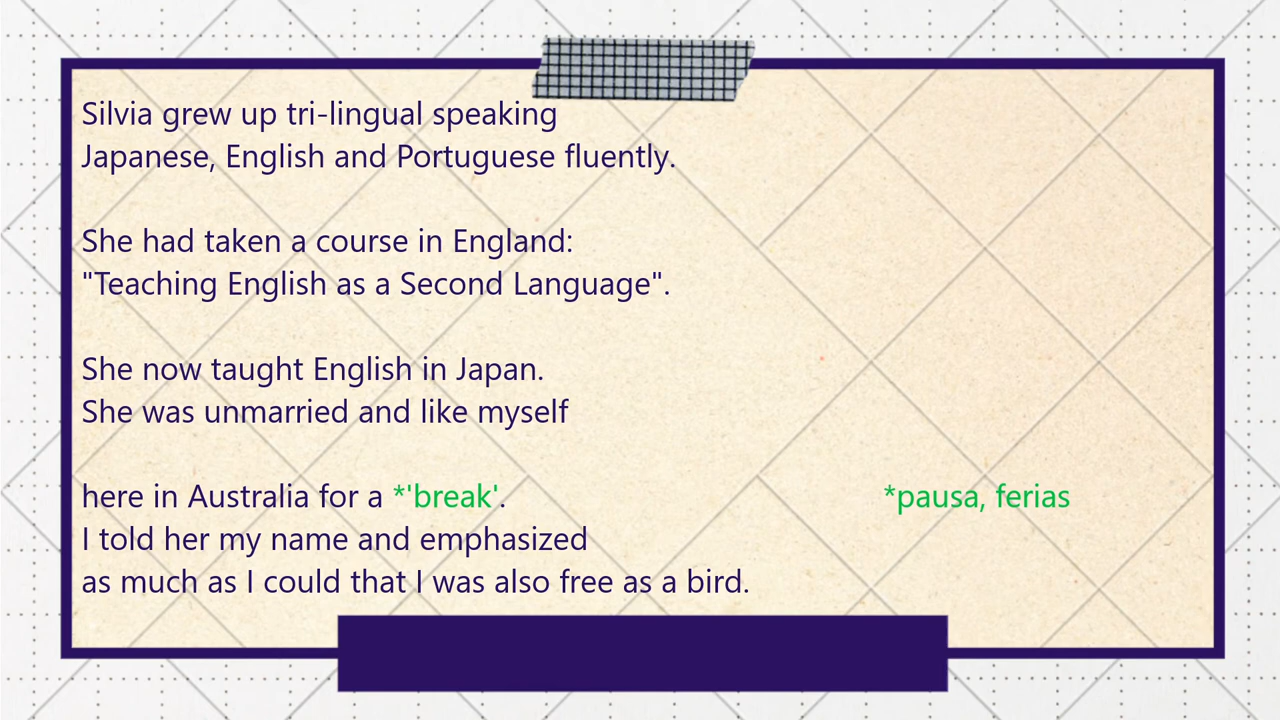 Silvia grew up tri-lingual speaking
Japanese, English and Portuguese fluently.
She had taken a course in England:
"Teaching English as a Second Language".
She now taught English in Japan.
She was unmarried and like myself
here in Australia for a *'break'. *pausa, ferias
I told her my name and emphasized
as much as I could that I was also free as a bird.